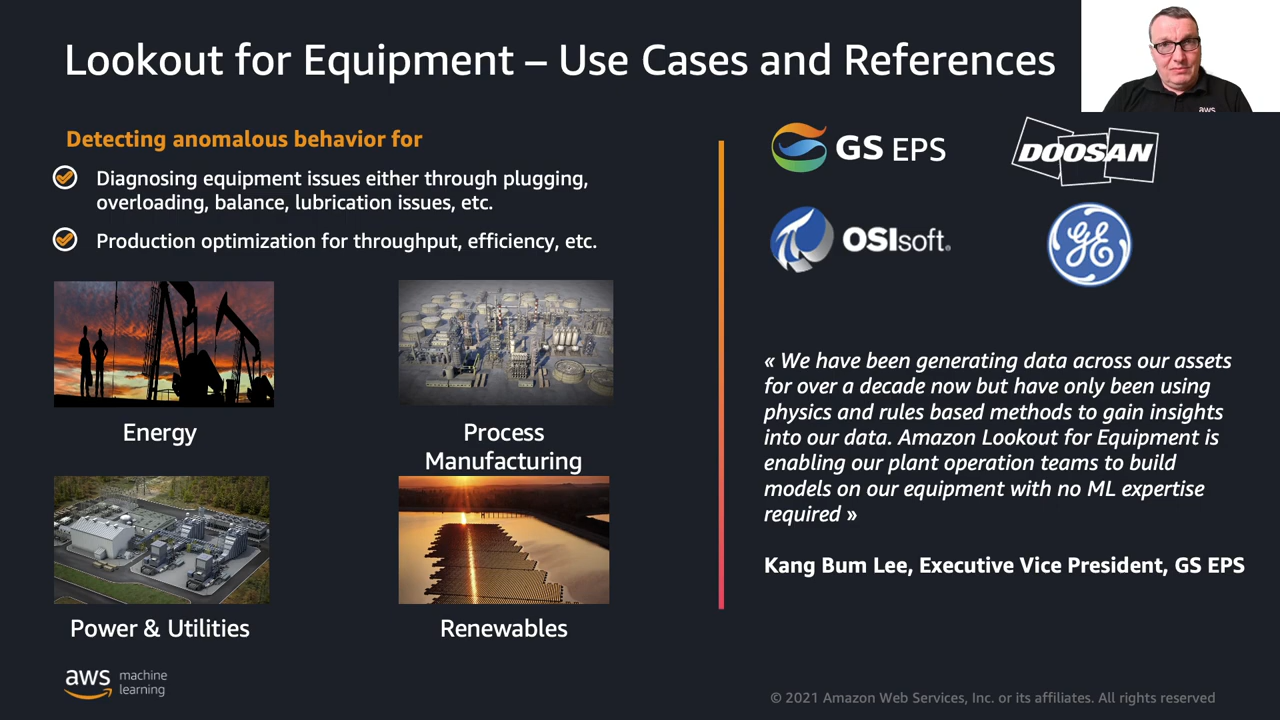 Lookout for Equipment – Use Cases and References
aws
Detecting anomalous behavior for
Diagnosing equipment issues either through plugging,
overloading, balance, lubrication issues, etc.
Production optimization for throughput, efficiency, etc.
Energy
Process
Manufacturing
Power & Utilities
Renewables
GS EPS
DOOSAN
OSIsoft.
GE
« We have been generating data across our assets
for over a decade now but have only been using
physics and rules based methods to gain insights
into our data. Amazon Lookout for Equipment is
enabling our plant operation teams to build
models on our equipment with no ML expertise
required »
Kang Bum Lee, Executive Vice President, GS EPS
aws machine
learning
© 2021 Amazon Web Services, Inc. or its affiliates. All rights reserved